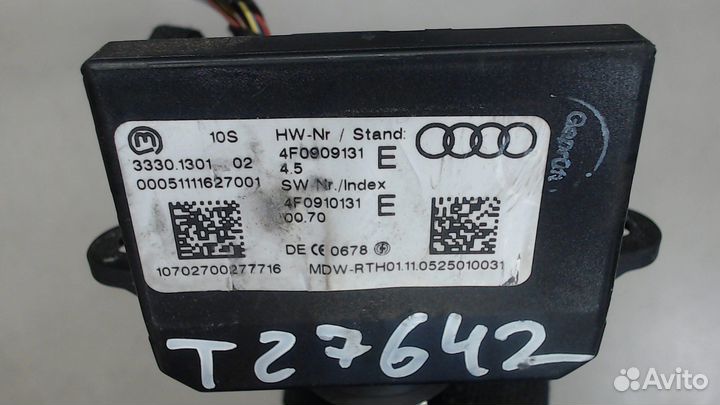 10S HW-Nr / Stand:
3330.1301 02 4F0909131 E
4.5
00051111627001 SW Nr./Index
4F0910131 E
00.70
DE CE 0678
10702700277716 MDW-RTH01.11.0525010031
T27642
Avito